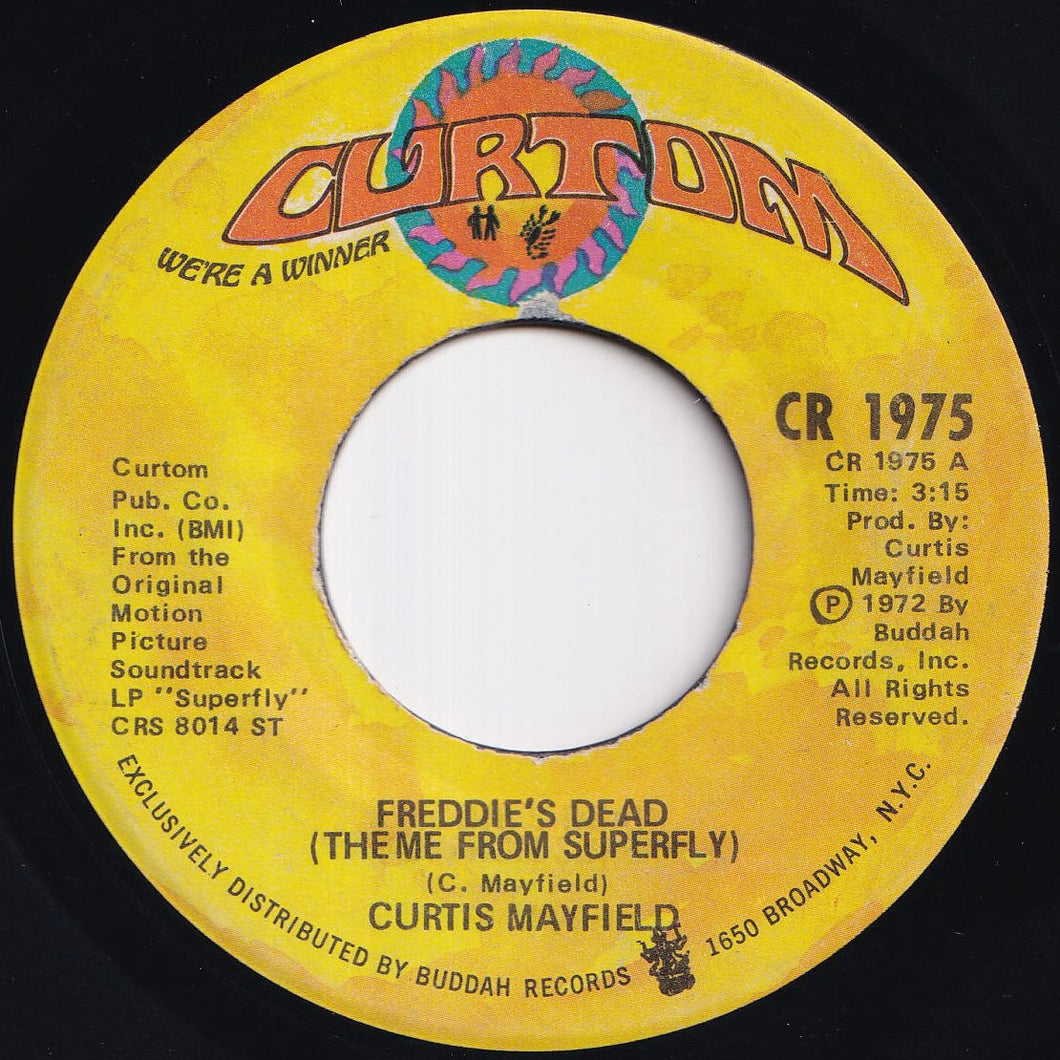 CURTOM
WE'RE A WINNER
CR 1975
CR 1975 A
Time: 3:15
Prod. By:
Curtis
Mayfield
Ⓟ 1972 By
Buddah
Records, Inc.
All Rights
Reserved.
Curtom
Pub. Co.
Inc. (BMI)
From the
Original
Motion
Picture
Soundtrack
LP "Superfly"
CRS 8014 ST
FREDDIE'S DEAD
(THEME FROM SUPERFLY)
(C. Mayfield)
CURTIS MAYFIELD
EXCLUSIVELY DISTRIBUTED BY BUDDAH RECORDS 1650 BROADWAY, N.Y.C.